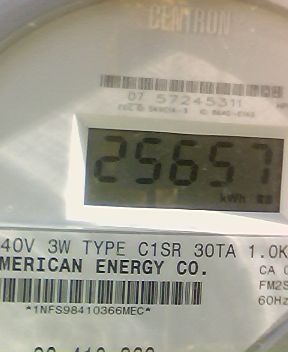 CENTRON
07 57245311
25657
kWh
40V 3W TYPE C1SR 30TA 1.0K
MERICAN ENERGY CO.
CA
FM2S
60Hz
*1NFS98410366MEC*